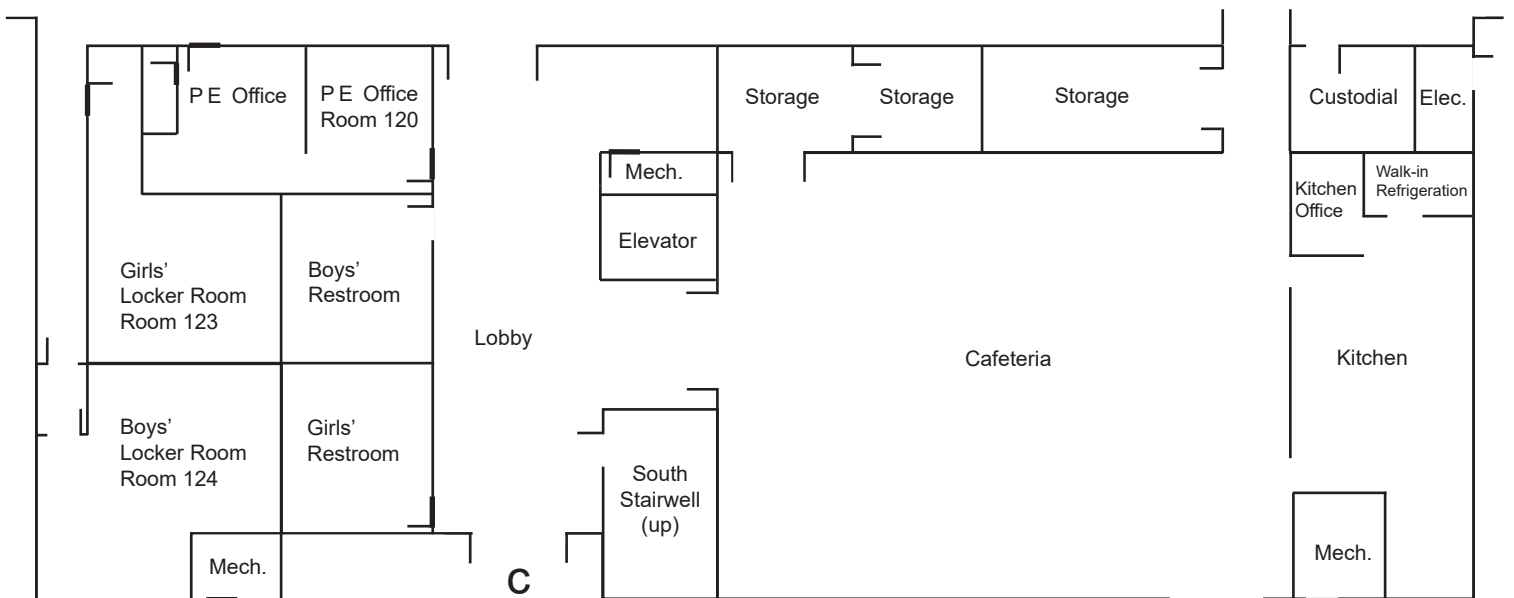 P E Office
P E Office
Room 120
Storage
Storage
Storage
Custodial
Elec.
Mech.
Kitchen
Office
Walk-in
Refrigeration
Elevator
Girls’
Locker Room
Room 123
Boys’
Restroom
Lobby
Cafeteria
Kitchen
Boys’
Locker Room
Room 124
Girls’
Restroom
South
Stairwell
(up)
Mech.
C
Mech.